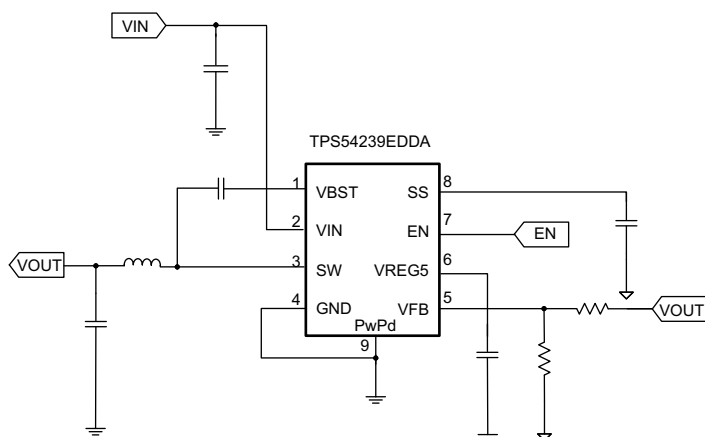 VIN
TPS54239EDDA
1
VBST
SS
8
2
VIN
EN
7
EN
VOUT
3
SW
VREG5
6
4
GND
VFB
5
VOUT
PwPd
9